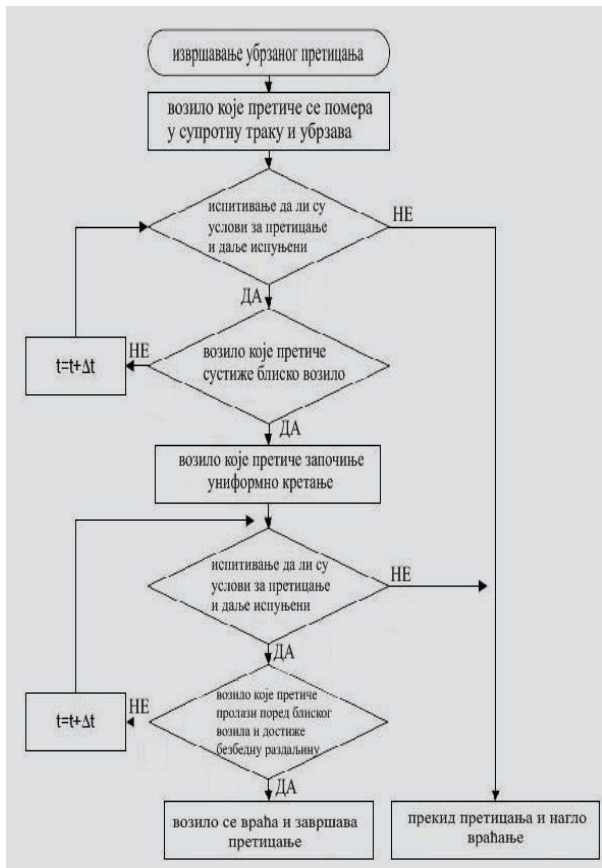 извршавање убрзаног претицања
возило које претиче се помера
у супротну траку и убрзава
испитивање да ли су
услови за претицање
и даље испуњени
НЕ
ДА
t=t+Δt
НЕ
возило које претиче
сустиже блиско возило
ДА
возило које претиче започиње
униформно кретање
испитивање да ли су
услови за претицање
и даље испуњени
НЕ
ДА
t=t+Δt
НЕ
возило које претиче
пролази поред блиског
возила и достиже
безбедну раздаљину
ДА
возило се враћа и завршава
претицање
прекид претицања и нагло
враћање